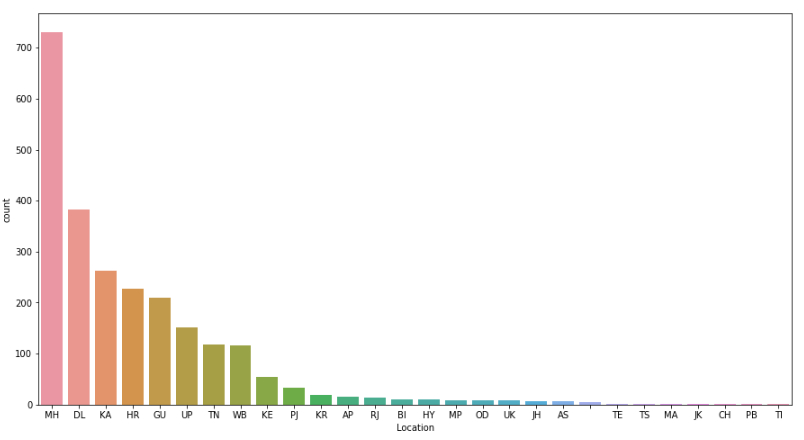 700
600
500
400
300
200
100
0
count
MH DL KA HR GU UP TN WB KE PJ KR AP RJ BI HY MP OD UK JH AS TE TS MA JK CH PB TI
Location